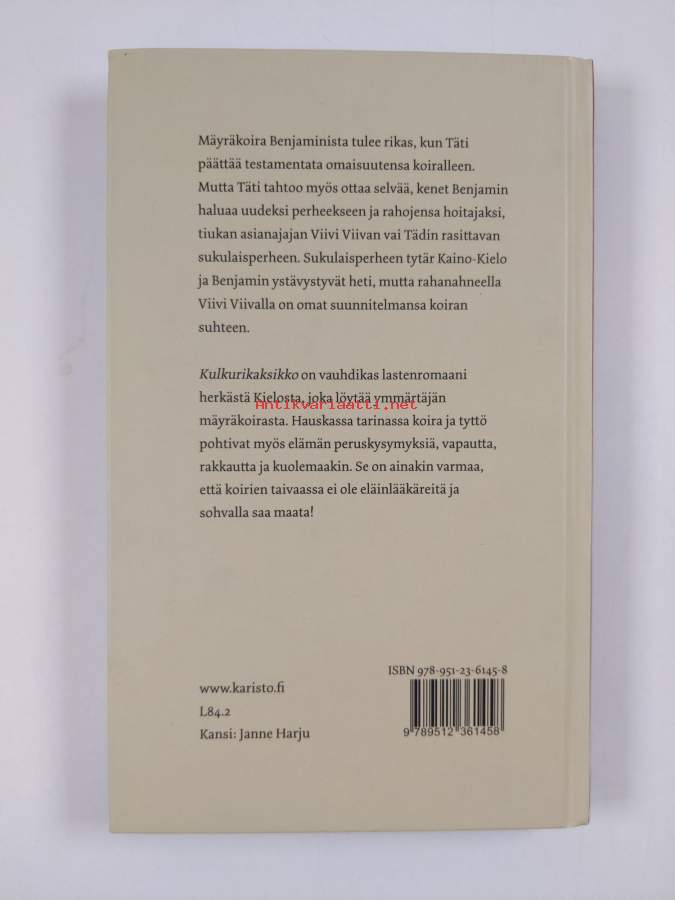 Mäyräkoira Benjaminista tulee rikas, kun Täti
päättää testamentata omaisuutensa koiralleen.
Mutta Täti tahtoo myös ottaa selvää, kenet Benjamin
haluaa uudeksi perheekseen ja rahojensa hoitajaksi,
tiukan asianajajan Viivi Viivan vai Tädin rasittavan
sukulaisperheen. Sukulaisperheen tytär Kaino-Kielo
ja Benjamin ystävystyvät heti, mutta rahanahneella
Viivi Viivalla on omat suunnitelmansa koiran
suhteen.
Kulkurikaksikko on vauhdikas lastenromaani
herkästä Kielosta, joka löytää ymmärtäjän
Antikvariaatti.net
mäyräkoirasta. Hauskassa tarinassa koira ja tyttö
pohtivat myös elämän peruskysymyksiä, vapautta,
rakkautta ja kuolemaakin. Se on ainakin varmaa,
että koirien taivaassa ei ole eläinlääkäreitä ja
sohvalla saa maata!
ISBN 978-951-23-6145-8
www.karisto.fi
L84.2
Kansi: Janne Harju
9 789512 361458